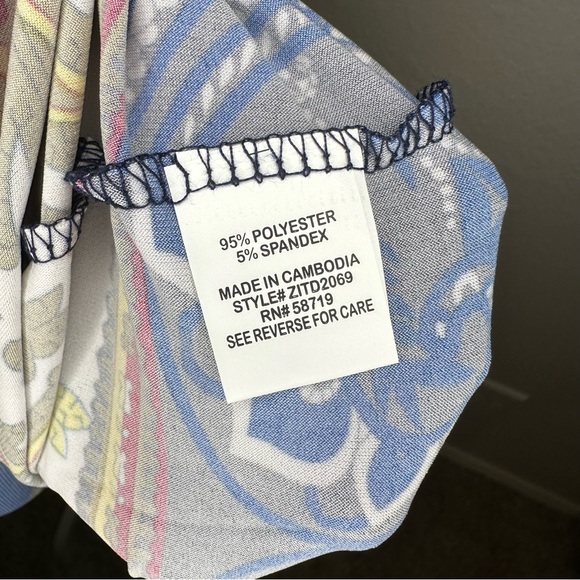 95% POLYESTER
5% SPANDEX
MADE IN CAMBODIA
STYLE# ZITD2069
RN# 58719
SEE REVERSE FOR CARE